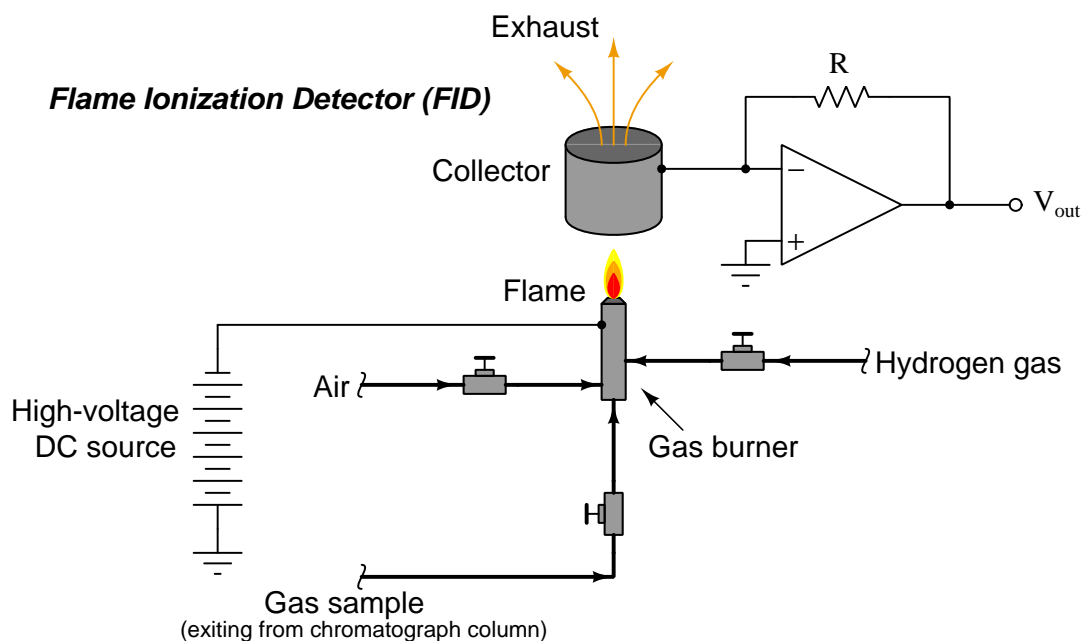 Exhaust
R
Flame Ionization Detector (FID)
Collector
−
+
Vout
Flame
Air
Hydrogen gas
High-voltage
DC source
Gas burner
Gas sample
(exiting from chromatograph column)